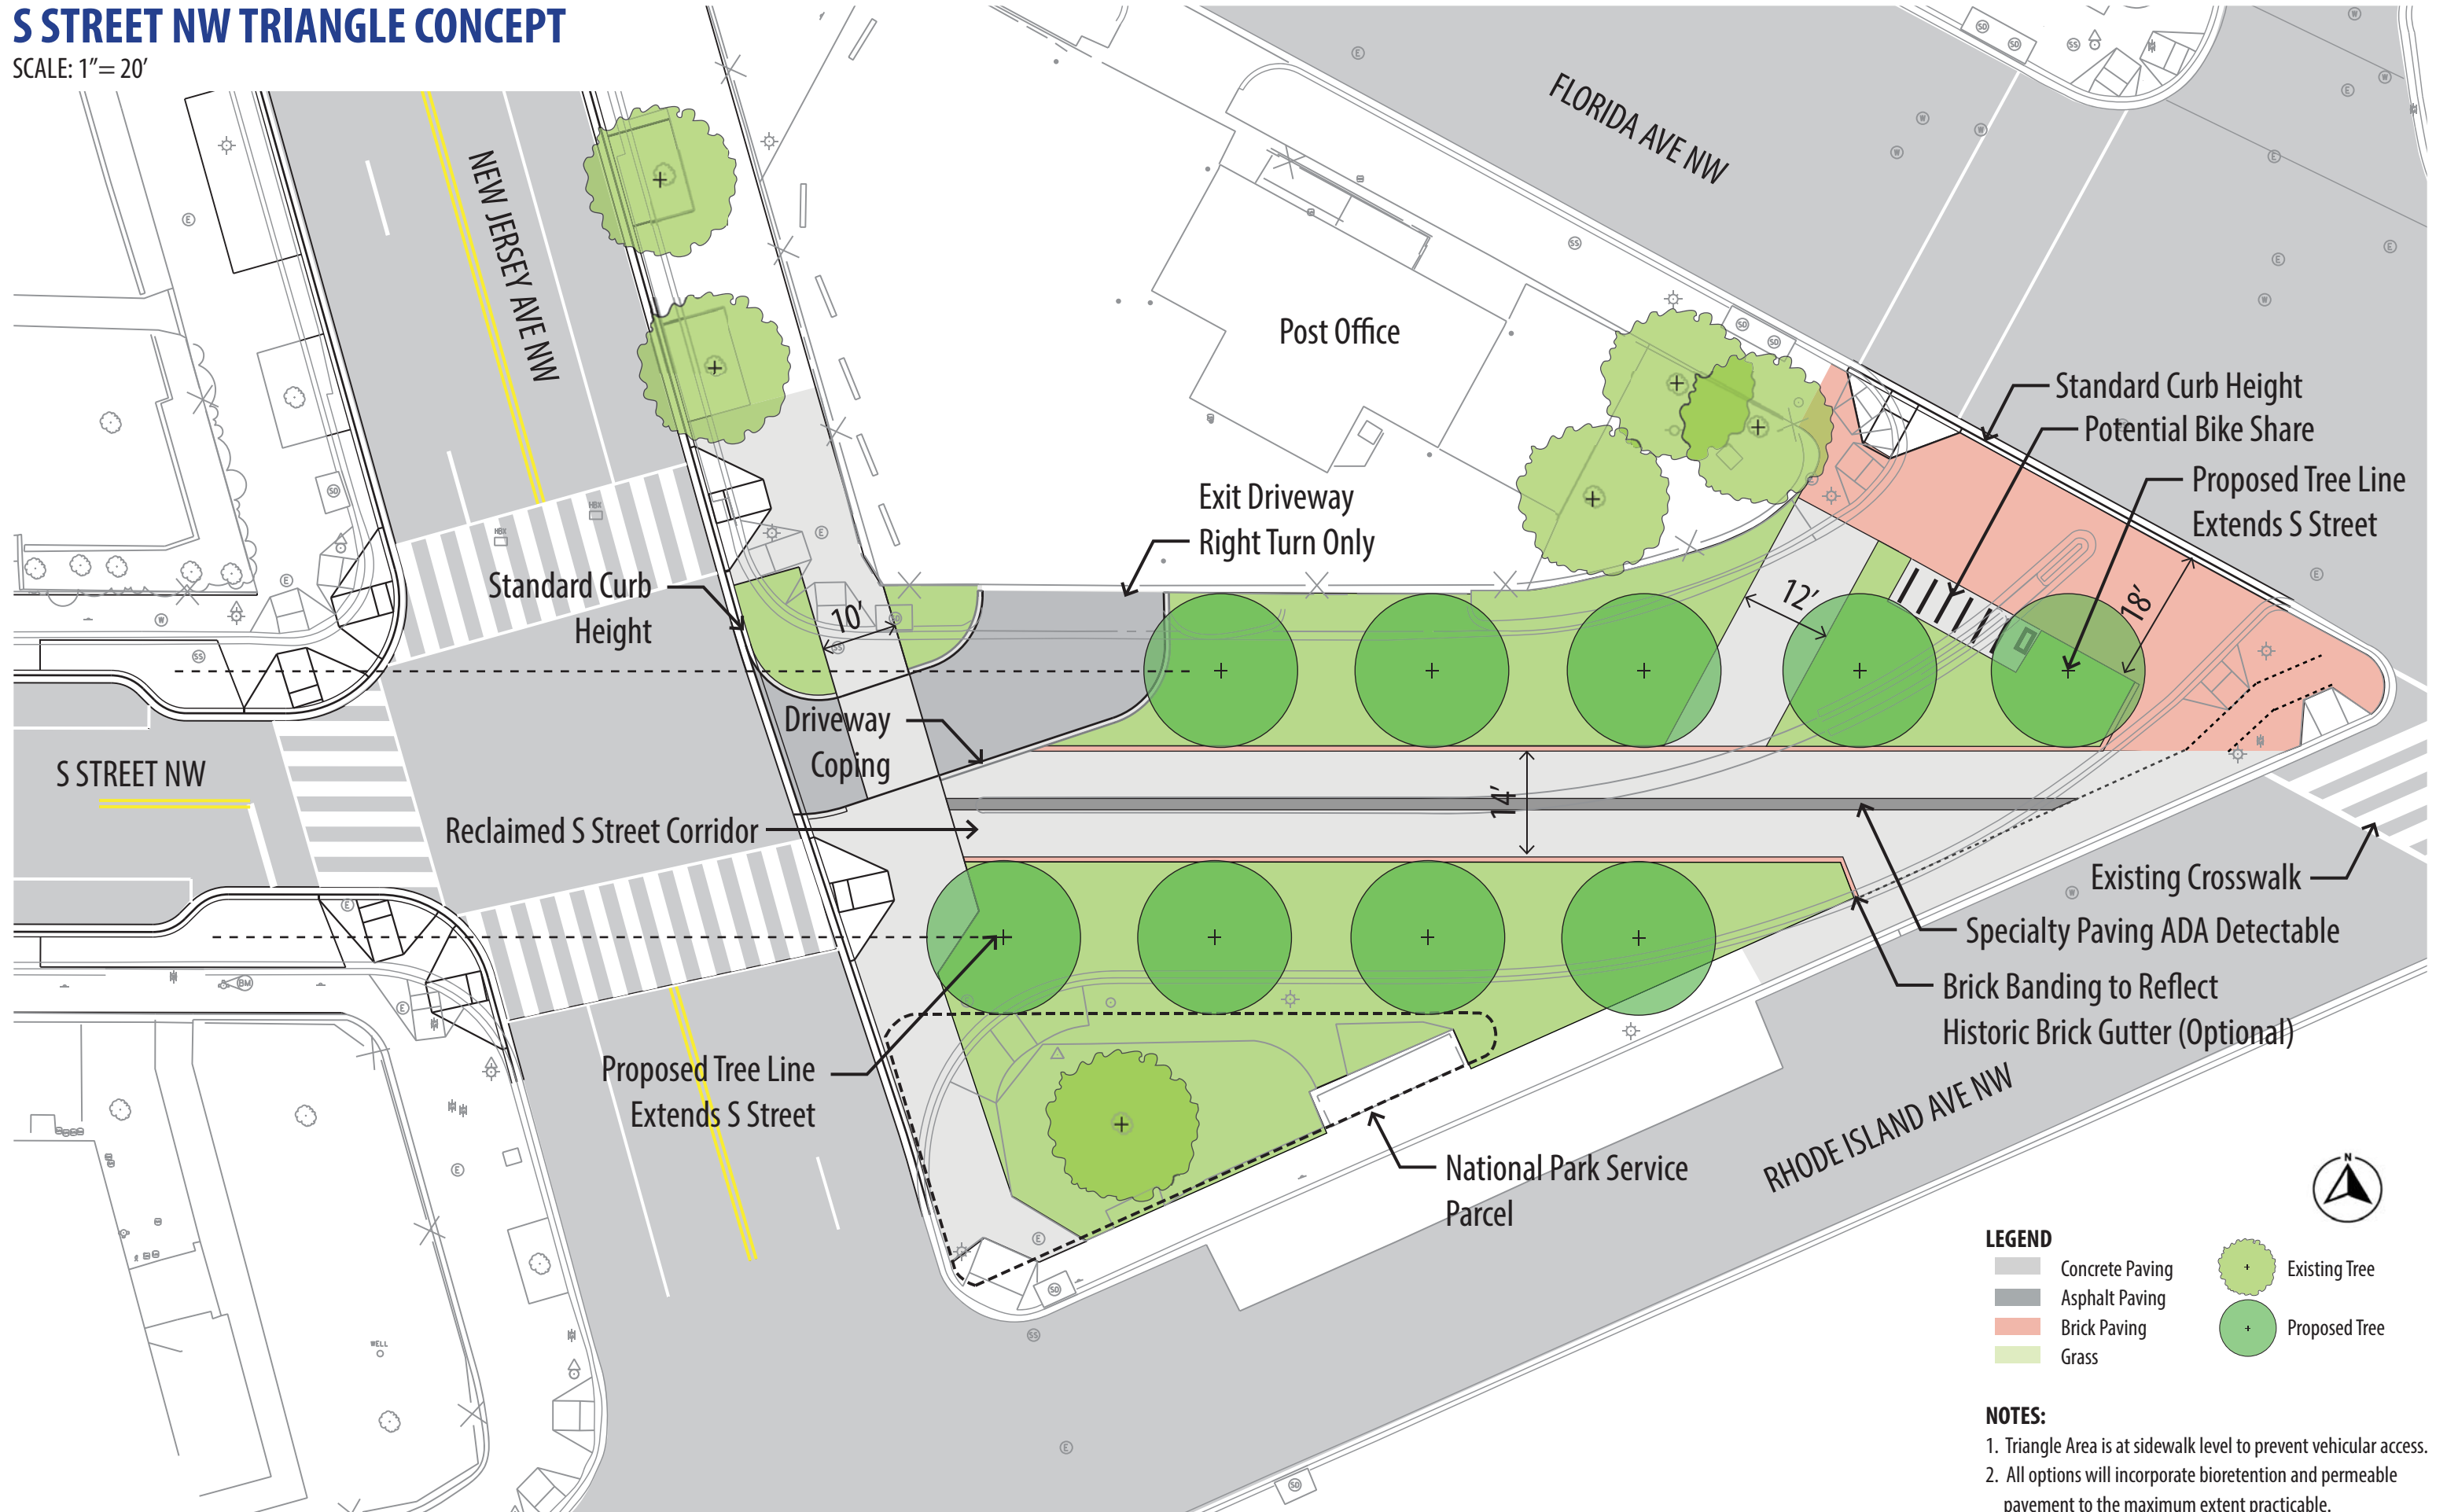 S STREET NW TRIANGLE CONCEPT
SCALE: 1"= 20'
FLORIDA AVE NW
NEW JERSEY AVE NW
Post Office
Standard Curb Height
Potential Bike Share
Proposed Tree Line
Extends S Street
Exit Driveway
Right Turn Only
Standard Curb
Height
10'
12'
18'
Driveway
Coping
S STREET NW
14'
Reclaimed S Street Corridor
Existing Crosswalk
Specialty Paving ADA Detectable
Brick Banding to Reflect
Historic Brick Gutter (Optional)
Proposed Tree Line
Extends S Street
RHODE ISLAND AVE NW
National Park Service
Parcel
N
LEGEND
Concrete Paving
Asphalt Paving
Brick Paving
Grass
Existing Tree
Proposed Tree
WELL
NOTES:
1. Triangle Area is at sidewalk level to prevent vehicular access.
2. All options will incorporate bioretention and permeable
pavement to the maximum extent practicable.